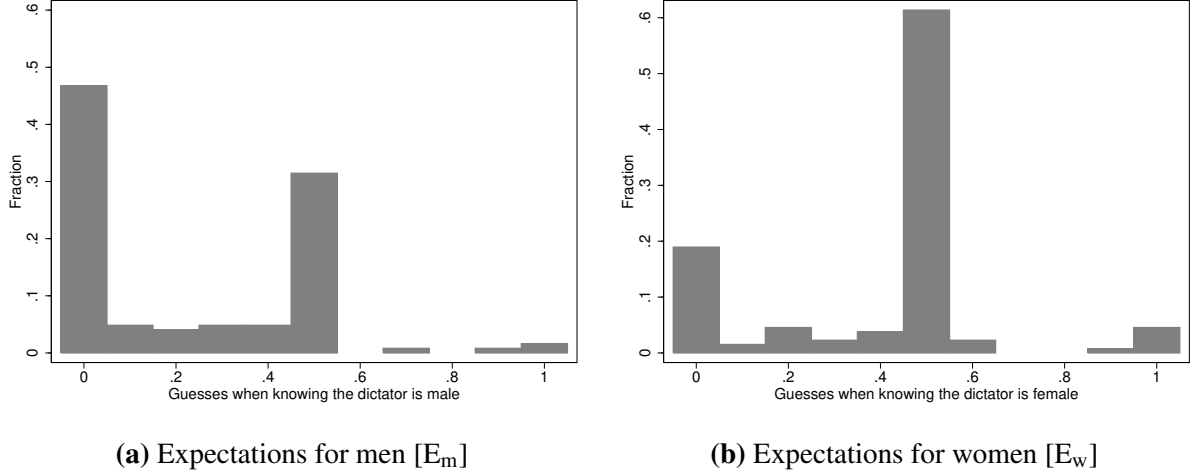 .6
.5
.4
.3
.2
.1
0
Fraction
0 .2 .4 .6 .8 1
Guesses when knowing the dictator is male
(a) Expectations for men [Em]
.6
.5
.4
.3
.2
.1
0
Fraction
0 .2 .4 .6 .8 1
Guesses when knowing the dictator is female
(b) Expectations for women [Ew]